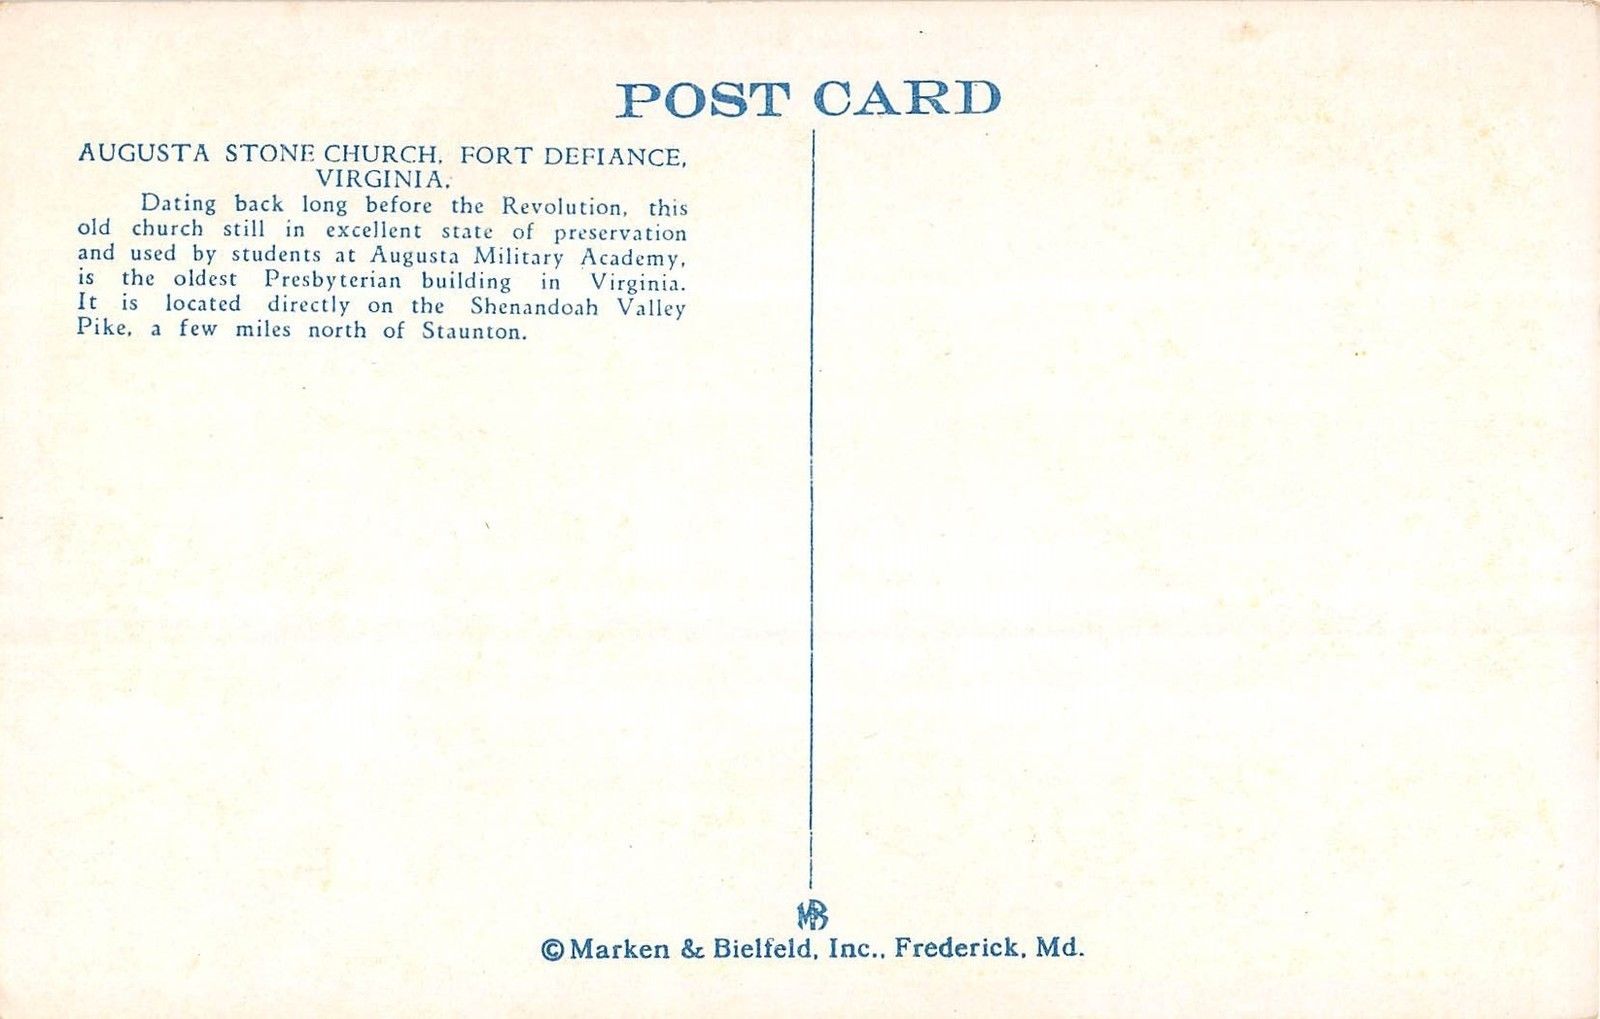 POST CARD
AUGUSTA STONE CHURCH, FORT DEFIANCE,
VIRGINIA.
Dating back long before the Revolution, this
old church still in excellent state of preservation
and used by students at Augusta Military Academy,
is the oldest Presbyterian building in Virginia.
It is located directly on the Shenandoah Valley
Pike, a few miles north of Staunton.
MB
© Marken & Bielfeld, Inc., Frederick, Md.